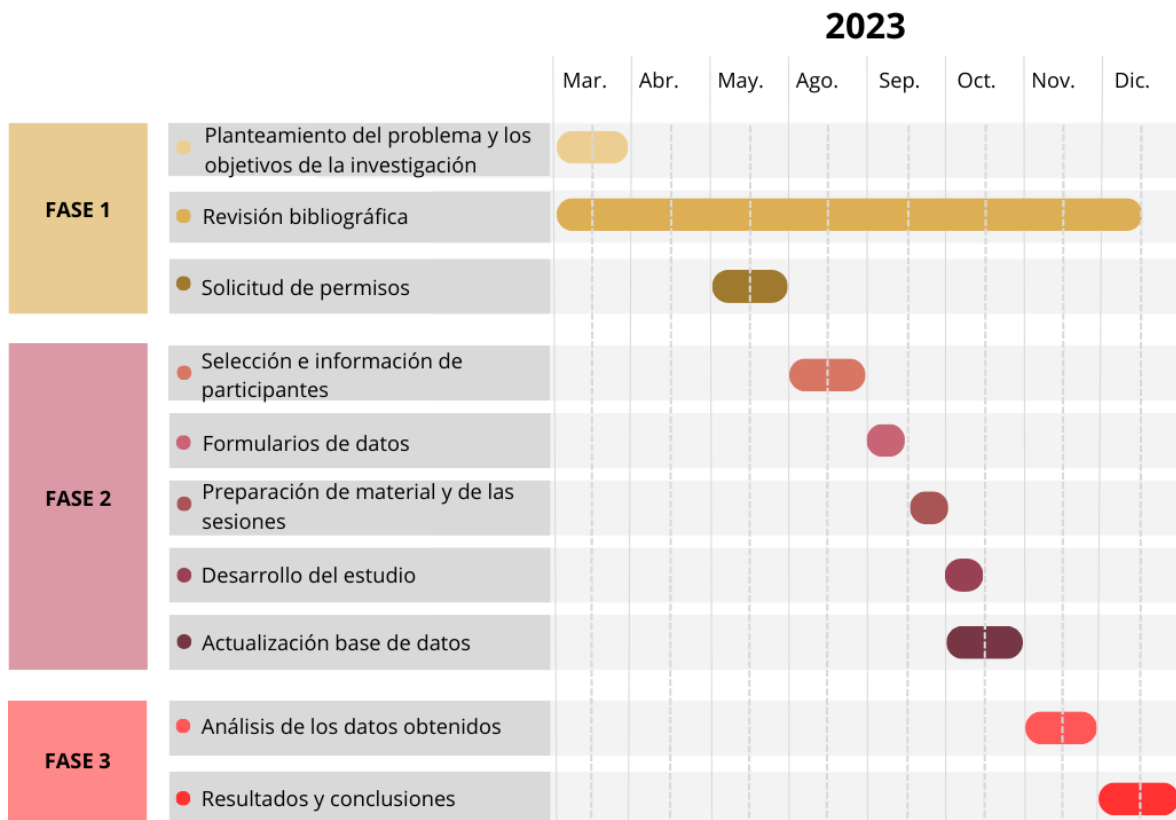 2023
Mar. Abr. May. Ago. Sep. Oct. Nov. Dic.
FASE 1
Planteamiento del problema y los
objetivos de la investigación
Revisión bibliográfica
Solicitud de permisos
FASE 2
Selección e información de
participantes
Formularios de datos
Preparación de material y de las
sesiones
Desarrollo del estudio
Actualización base de datos
FASE 3
Análisis de los datos obtenidos
Resultados y conclusiones